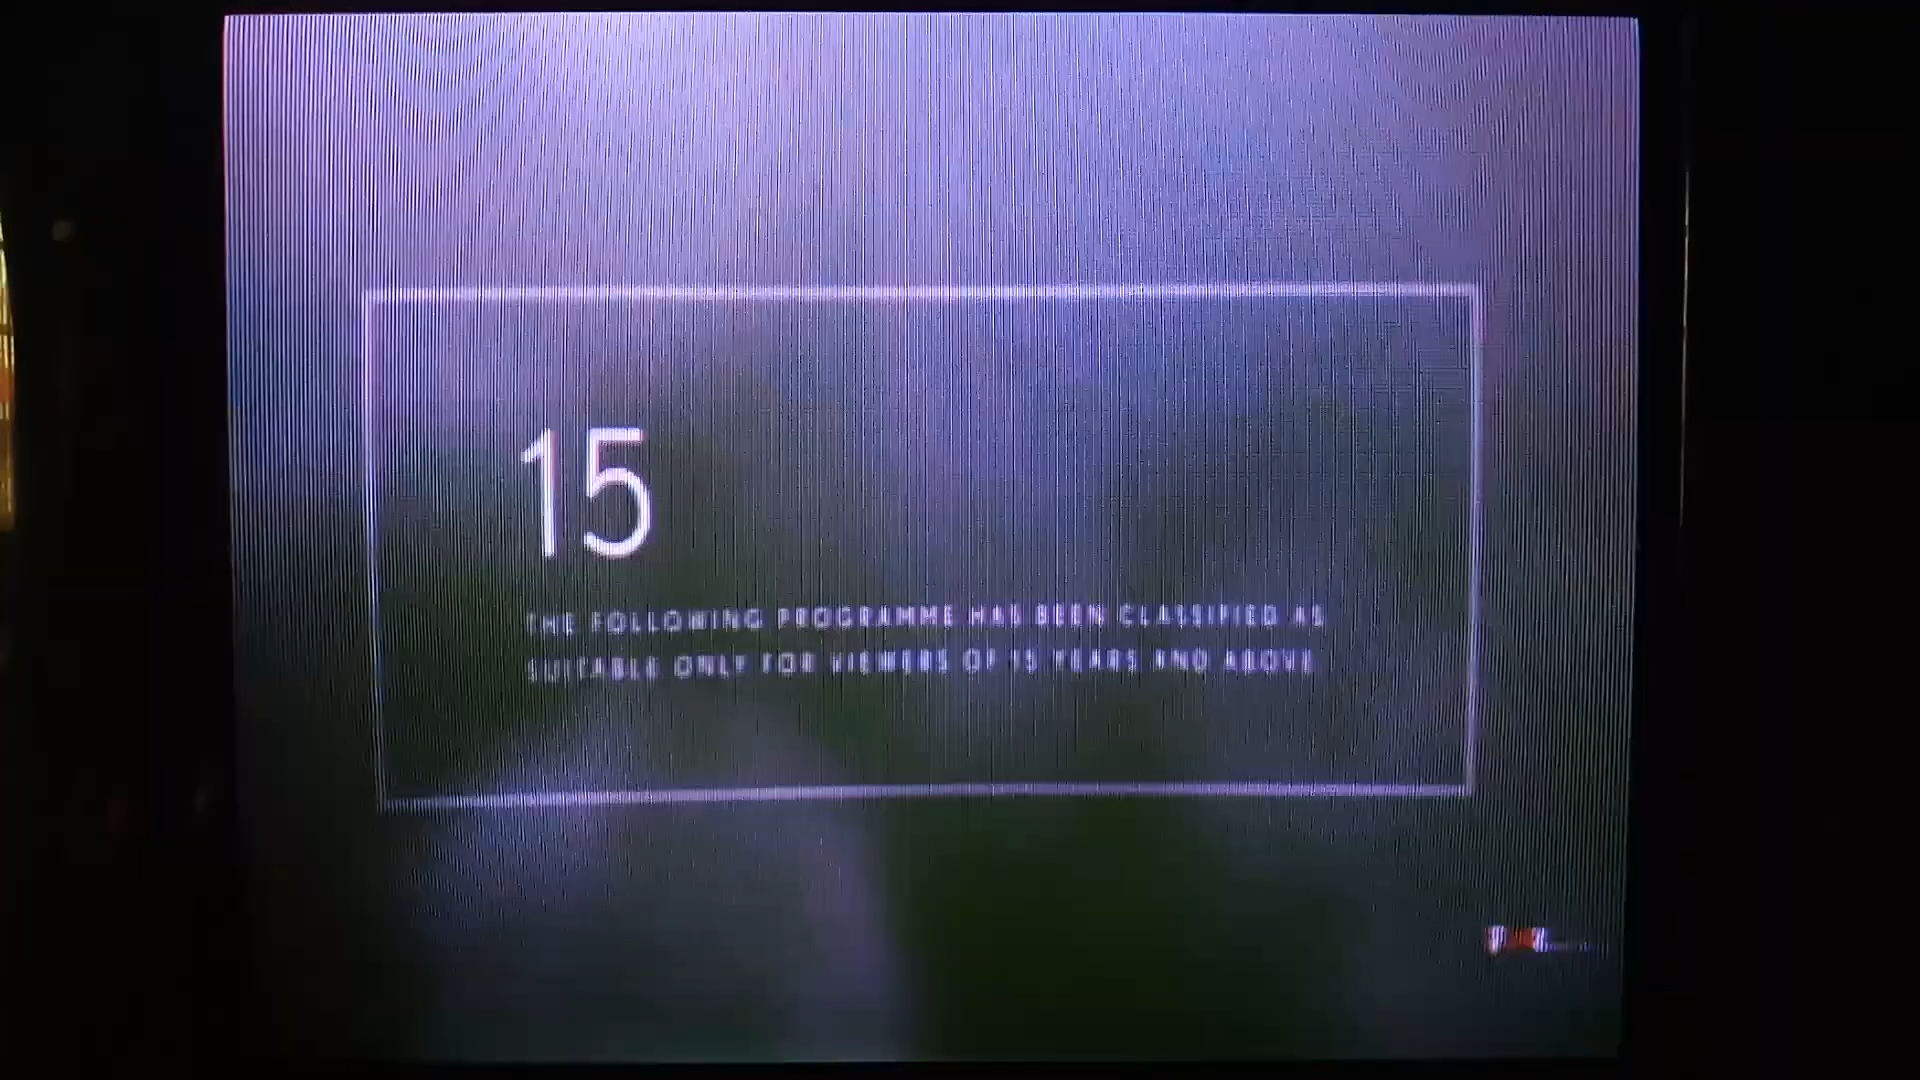 15
THE FOLLOWING PROGRAMME HAS BEEN CLASSIFIED AS
SUITABLE ONLY FOR VIEWERS OF 15 YEARS AND ABOVE